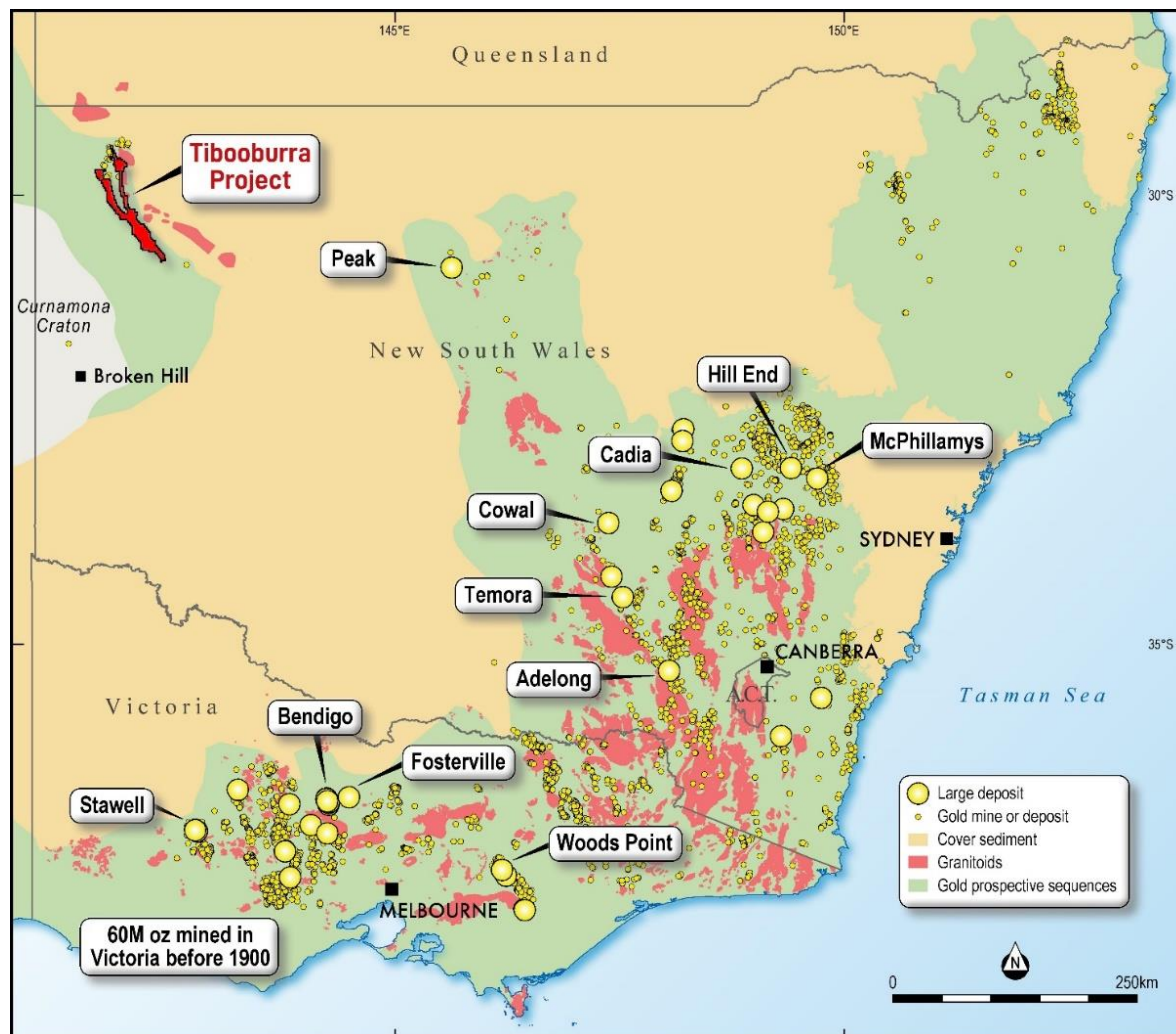 145°E
150°E
Queensland
Tibooburra
Project
30°S
Peak
Curnamona
Craton
New South Wales
Broken Hill
Hill End
McPhillamys
Cadia
Cowal
SYDNEY
Temora
35°S
CANBERRA
Adelong
A.C.T.
Tasman Sea
Victoria
Bendigo
Fosterville
Stawell
Woods Point
MELBOURNE
60M oz mined in
Victoria before 1900
Large deposit
Gold mine or deposit
Cover sediment
Granitoids
Gold prospective sequences
N
0
250km